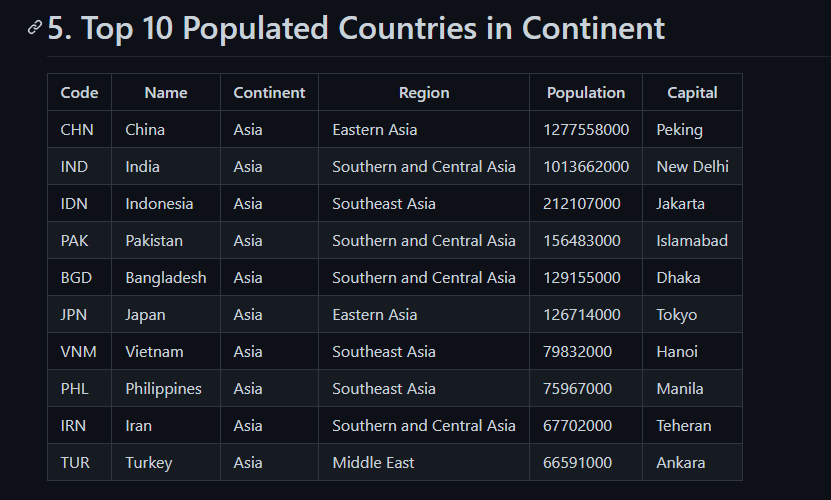 5. Top 10 Populated Countries in Continent
Code Name Continent Region Population Capital
CHN China Asia Eastern Asia 1277558000 Peking
IND India Asia Southern and Central Asia 1013662000 New Delhi
IDN Indonesia Asia Southeast Asia 212107000 Jakarta
PAK Pakistan Asia Southern and Central Asia 156483000 Islamabad
BGD Bangladesh Asia Southern and Central Asia 129155000 Dhaka
JPN Japan Asia Eastern Asia 126714000 Tokyo
VNM Vietnam Asia Southeast Asia 79832000 Hanoi
PHL Philippines Asia Southeast Asia 75967000 Manila
IRN Iran Asia Southern and Central Asia 67702000 Teheran
TUR Turkey Asia Middle East 66591000 Ankara